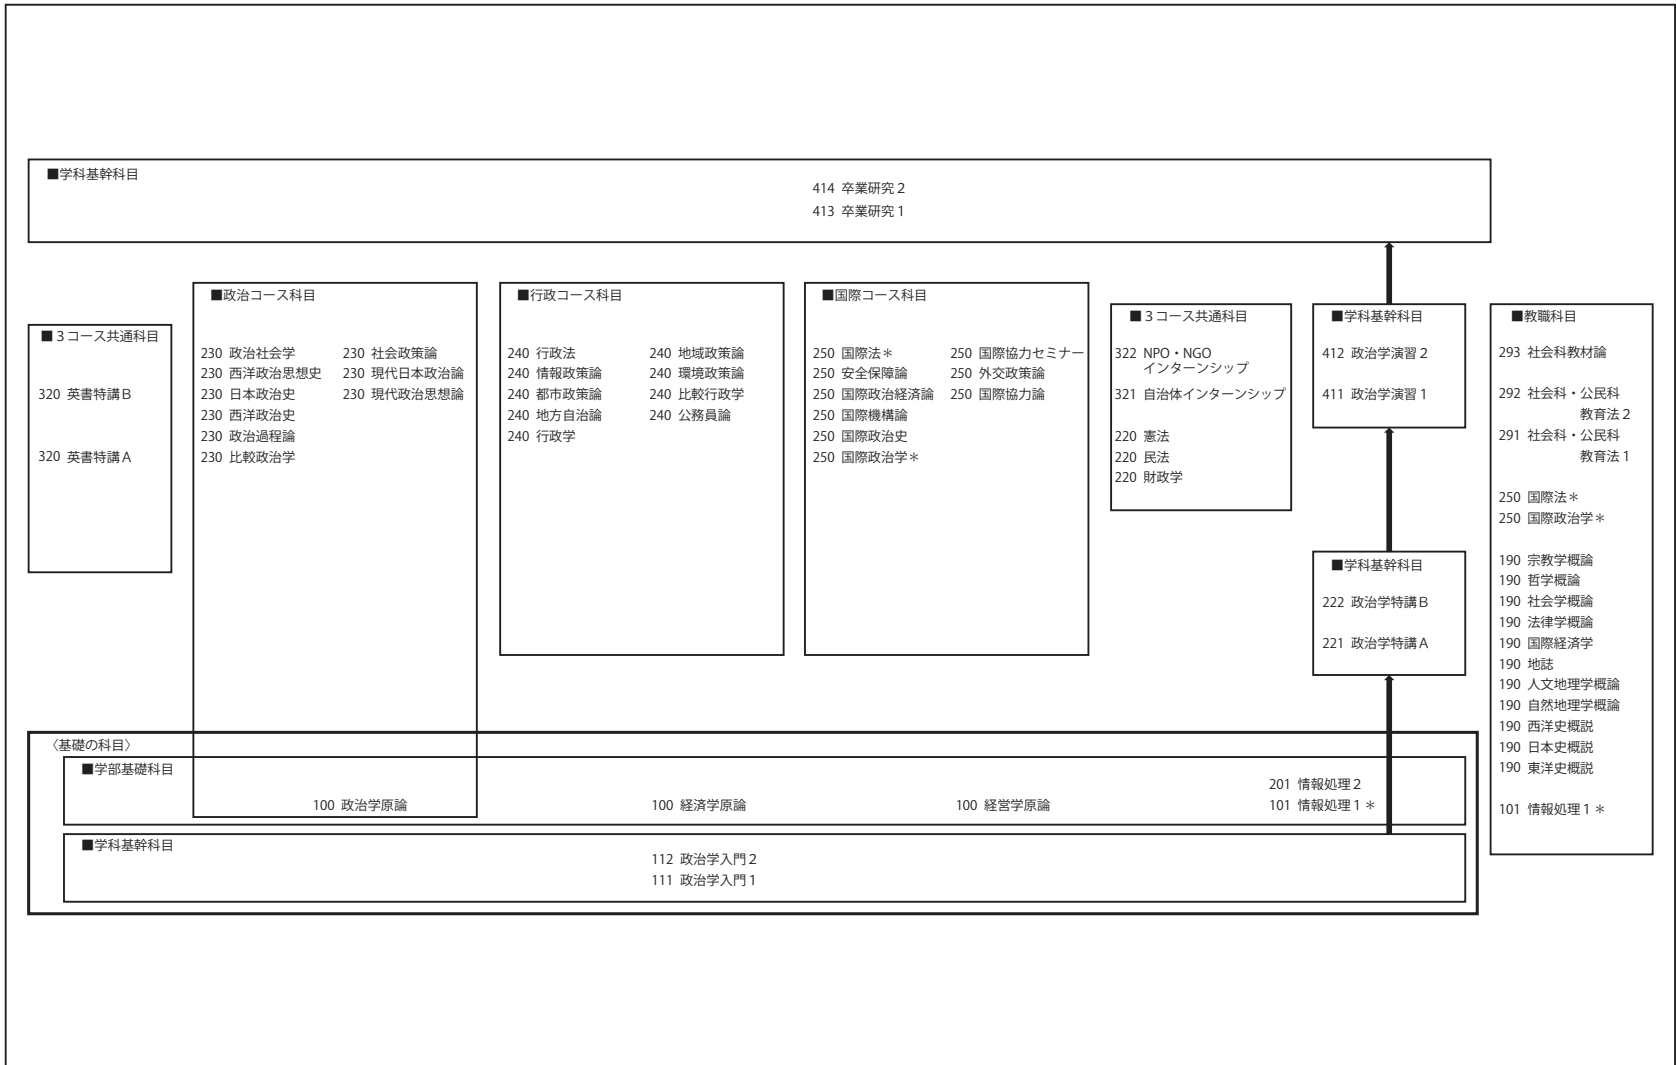 ■学科基幹科目
414 卒業研究２
413 卒業研究１
■３コース共通科目
320 英書特講Ｂ
320 英書特講Ａ
■政治コース科目
230 政治社会学
230 西洋政治思想史
230 日本政治史
230 西洋政治史
230 政治過程論
230 比較政治学
230 社会政策論
230 現代日本政治論
230 現代政治思想論
■行政コース科目
240 行政法
240 情報政策論
240 都市政策論
240 地方自治論
240 行政学
240 地域政策論
240 環境政策論
240 比較行政学
240 公務員論
■国際コース科目
250 国際法＊
250 安全保障論
250 国際政治経済論
250 国際機構論
250 国際政治史
250 国際政治学＊
250 国際協力セミナー
250 外交政策論
250 国際協力論
■３コース共通科目
322 NPO・NGO
インターンシップ
321 自治体インターンシップ
220 憲法
220 民法
220 財政学
■学科基幹科目
412 政治学演習２
411 政治学演習１
■学科基幹科目
222 政治学特講Ｂ
221 政治学特講Ａ
■教職科目
293 社会科教材論
292 社会科・公民科
教育法２
291 社会科・公民科
教育法１
250 国際法＊
250 国際政治学＊
190 宗教学概論
190 哲学概論
190 社会学概論
190 法律学概論
190 国際経済学
190 地誌
190 人文地理学概論
190 自然地理学概論
190 西洋史概説
190 日本史概説
190 東洋史概説
101 情報処理１＊
〈基礎の科目〉
■学部基礎科目
201 情報処理２
100 政治学原論
100 経済学原論
100 経営学原論
101 情報処理１＊
■学科基幹科目
112 政治学入門２
111 政治学入門１